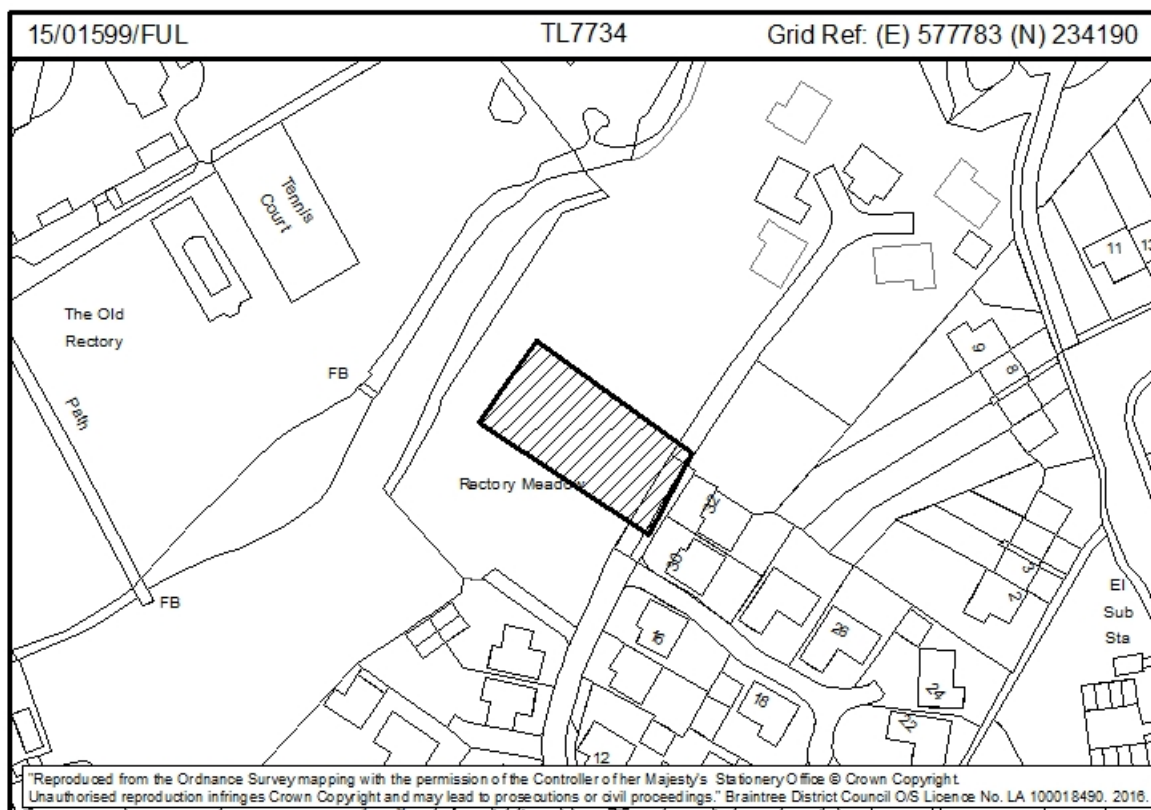 15/01599/FUL TL7734 Grid Ref: (E) 577783 (N) 234190
Tennis
Court
11
13
The Old
Rectory
FB
Path
9
8
Rectory Meadow
32
30
3
2
FB
El
Sub
Sta
16
26
24
18
22
12
"Reproduced from the Ordnance Survey mapping with the permission of the Controller of her Majesty's Stationery Office © Crown Copyright.
Unauthorised reproduction infringes Crown Copyright and may lead to prosecutions or civil proceedings." Braintree District Council O/S Licence No. LA 100018490, 2016.